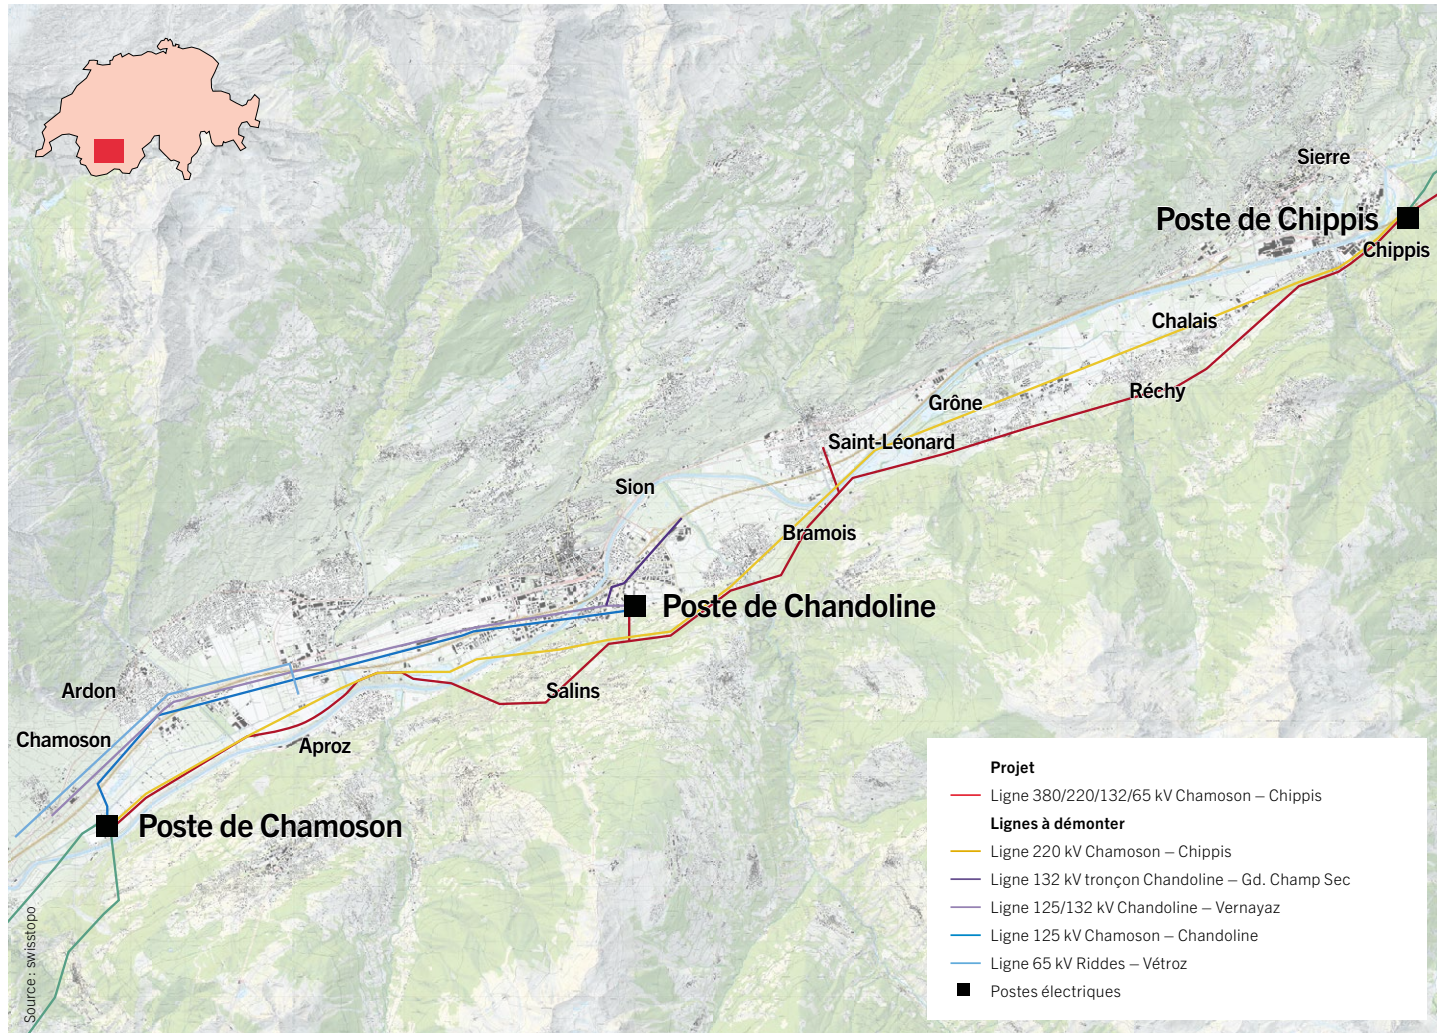 Sierre
Poste de Chippis
Chippis
Chalais
Réchy
Grône
Saint-Léonard
Sion
Bramois
Poste de Chandoline
Ardon
Salins
Chamoson
Aproz
Poste de Chamoson
Projet
Ligne 380/220/132/65 kV Chamoson – Chippis
Lignes à démonter
Ligne 220 kV Chamoson – Chippis
Ligne 132 kV tronçon Chandoline – Gd. Champ Sec
Ligne 125/132 kV Chandoline – Vernayaz
Ligne 125 kV Chamoson – Chandoline
Ligne 65 kV Riddes – Vétroz
Postes électriques
Source : swisstopo